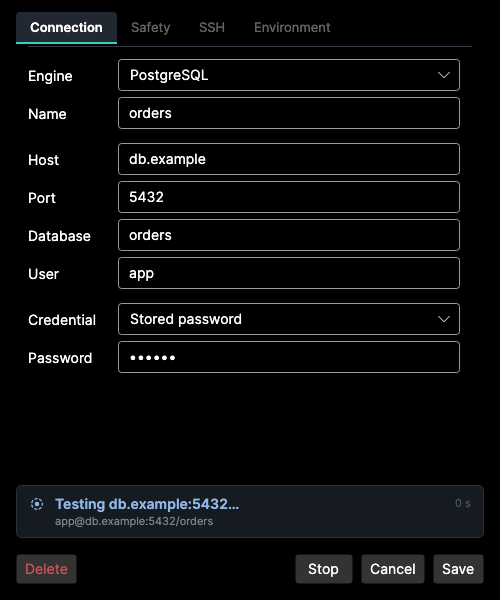 Connection Safety SSH Environment
Engine PostgreSQL
Name orders
Host db.example
Port 5432
Database orders
User app
Credential Stored password
Password ••••••
Testing db.example:5432... 0 s
app@db.example:5432/orders
Delete Stop Cancel Save